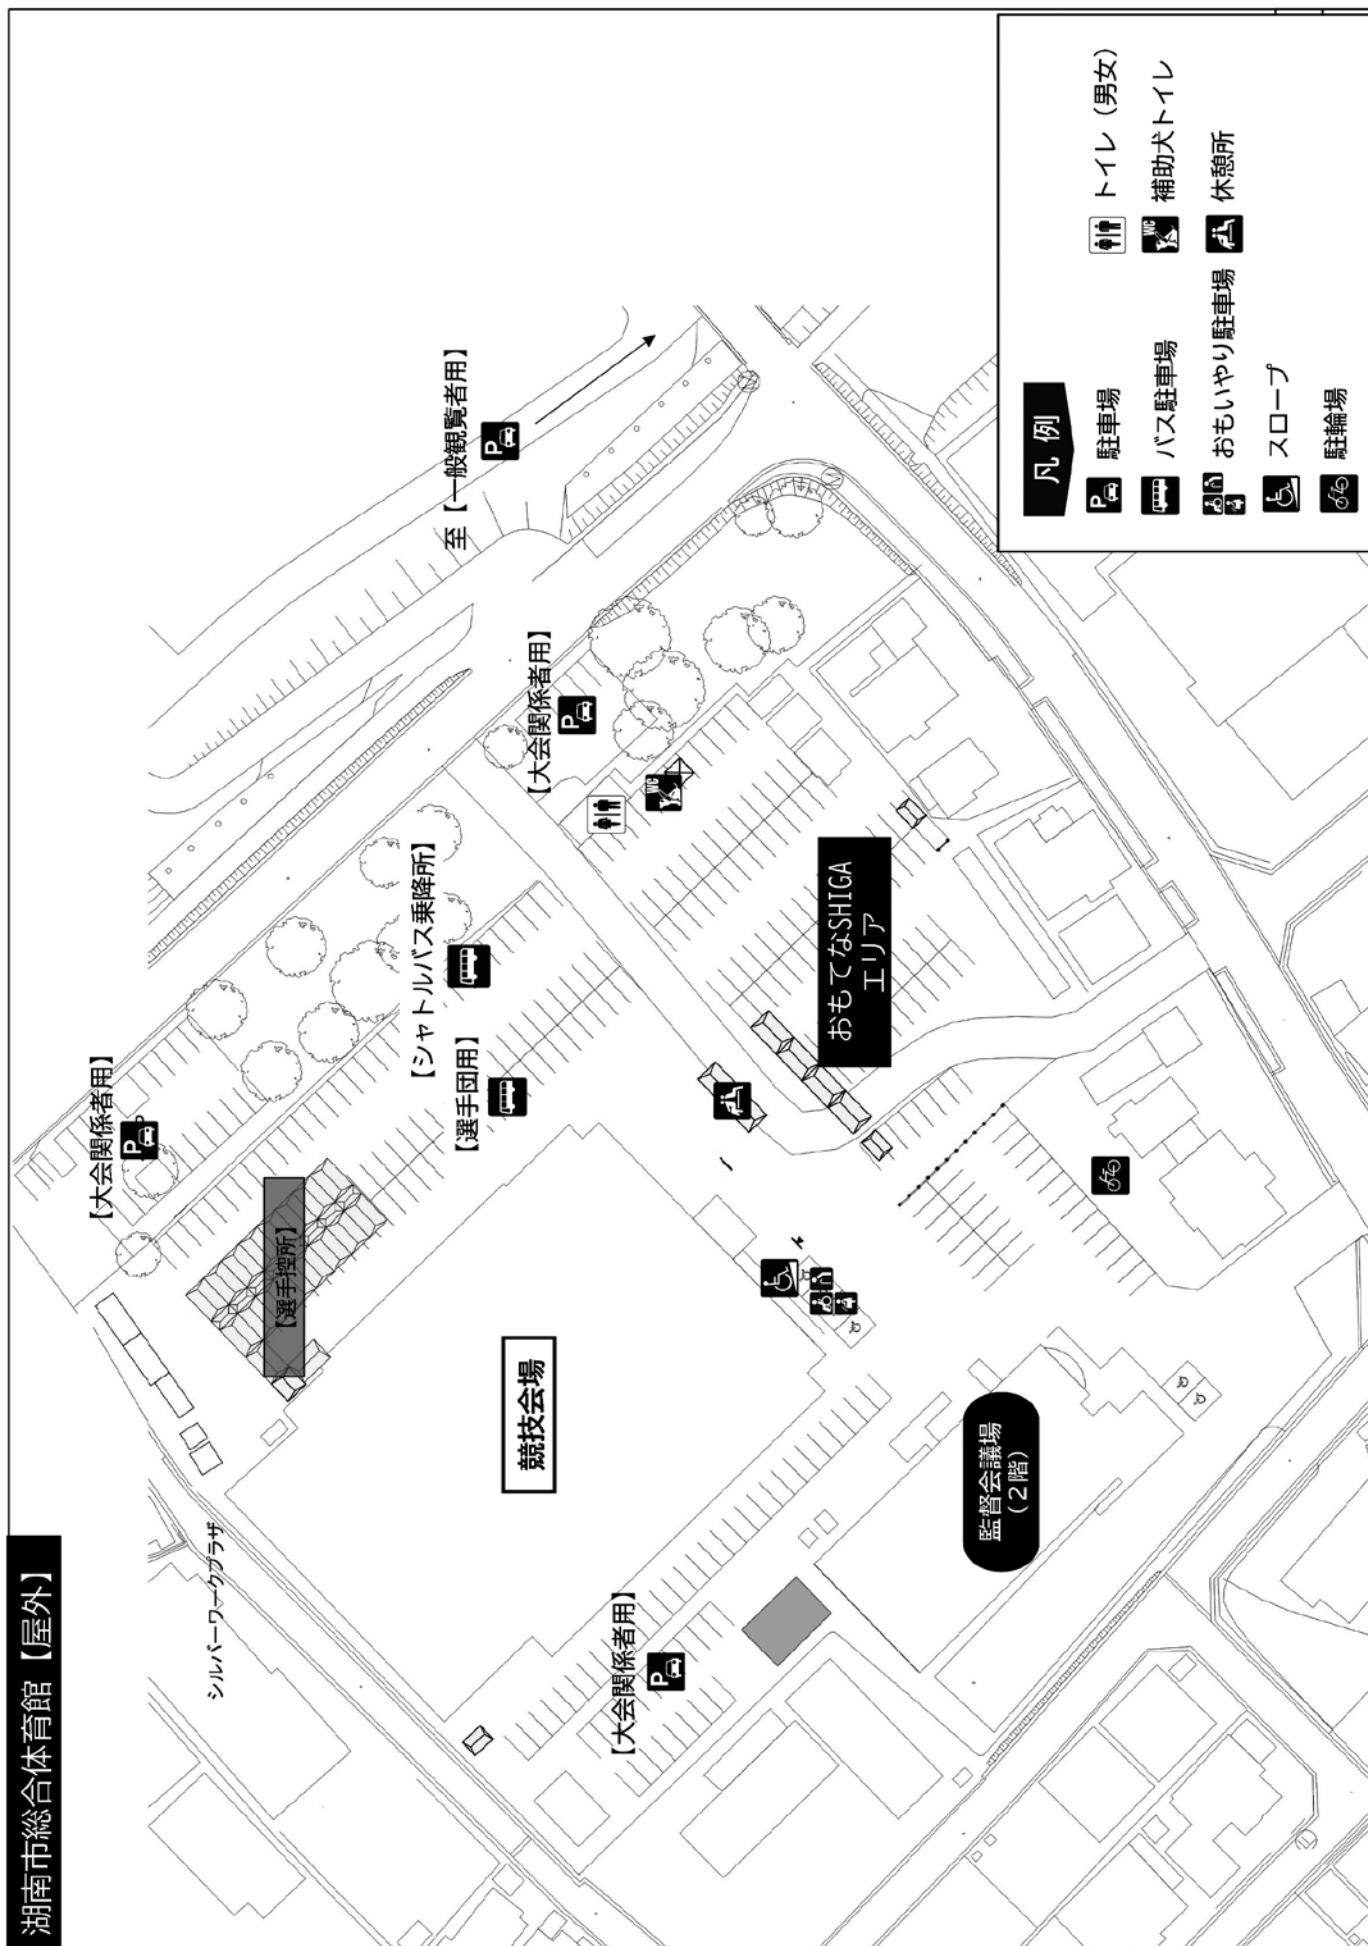 湖南市総合体育館【屋外】
シルバーワークプラザ
【大会関係者用】
P
【選手控所】
【シャトルバス乗降所】
【選手団用】
至【一般観覧者用】
P
【大会関係者用】
P
WC
おもてなSHIGA
エリア
競技会場
【大会関係者用】
P
監督会議場
（２階）
凡 例
P 駐車場
バス駐車場
おもいやり駐車場
スロープ
駐輪場
トイレ（男女）
WC 補助犬トイレ
休憩所